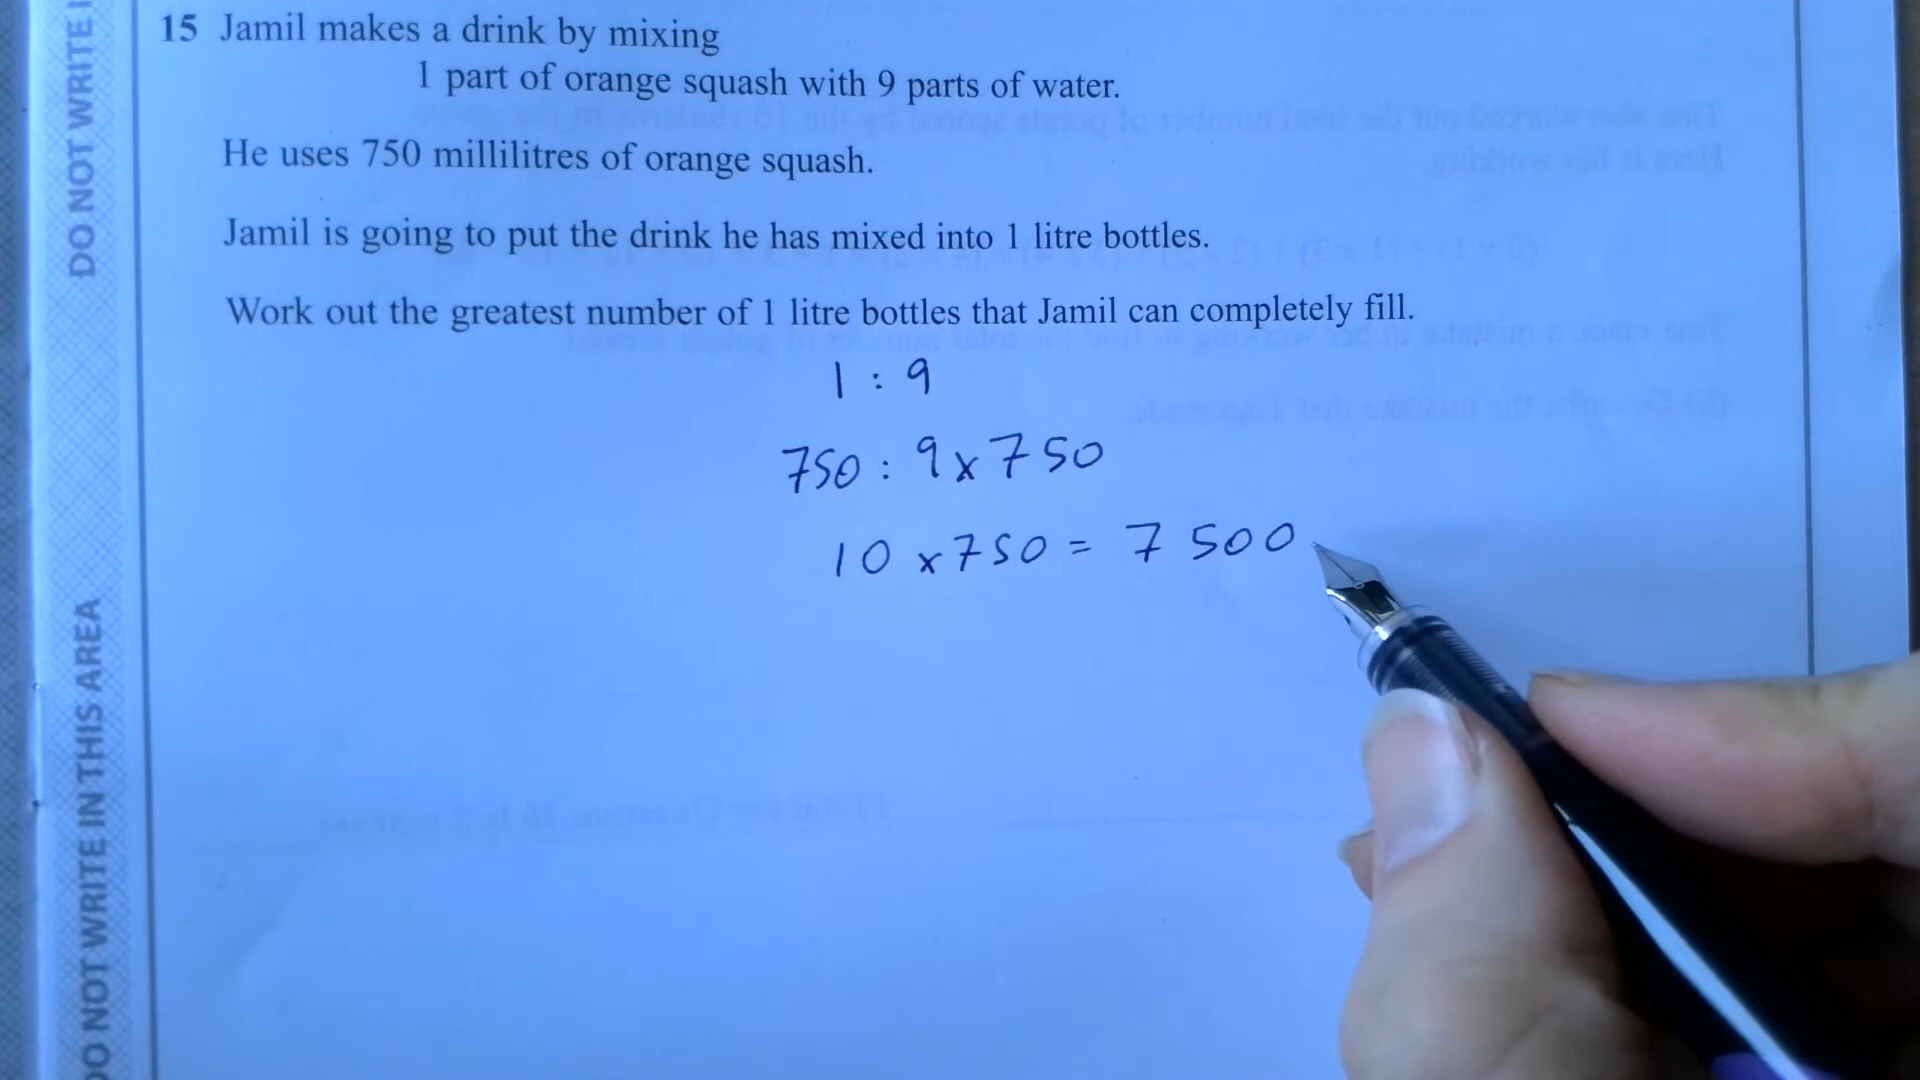 15 Jamil makes a drink by mixing
1 part of orange squash with 9 parts of water.
He uses 750 millilitres of orange squash.
Jamil is going to put the drink he has mixed into 1 litre bottles.
Work out the greatest number of 1 litre bottles that Jamil can completely fill.
1 : 9
750 : 9 x 750
10 x 750 = 7 500
DO NOT WRITE I
DO NOT WRITE IN THIS AREA